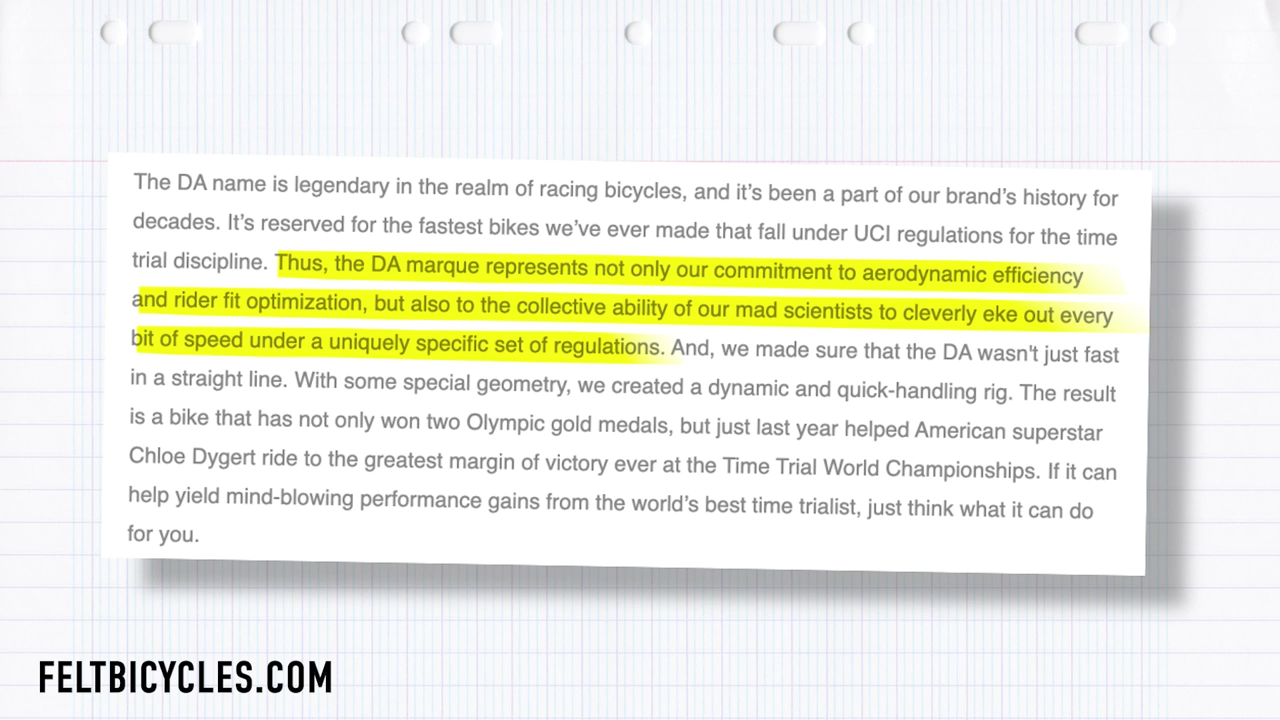 The DA name is legendary in the realm of racing bicycles, and it’s been a part of our brand’s history for
decades. It’s reserved for the fastest bikes we’ve ever made that fall under UCI regulations for the time
trial discipline. Thus, the DA marque represents not only our commitment to aerodynamic efficiency
and rider fit optimization, but also to the collective ability of our mad scientists to cleverly eke out every
bit of speed under a uniquely specific set of regulations. And, we made sure that the DA wasn't just fast
in a straight line. With some special geometry, we created a dynamic and quick-handling rig. The result
is a bike that has not only won two Olympic gold medals, but just last year helped American superstar
Chloe Dygert ride to the greatest margin of victory ever at the Time Trial World Championships. If it can
help yield mind-blowing performance gains from the world’s best time trialist, just think what it can do
for you.
FELTBICYCLES.COM